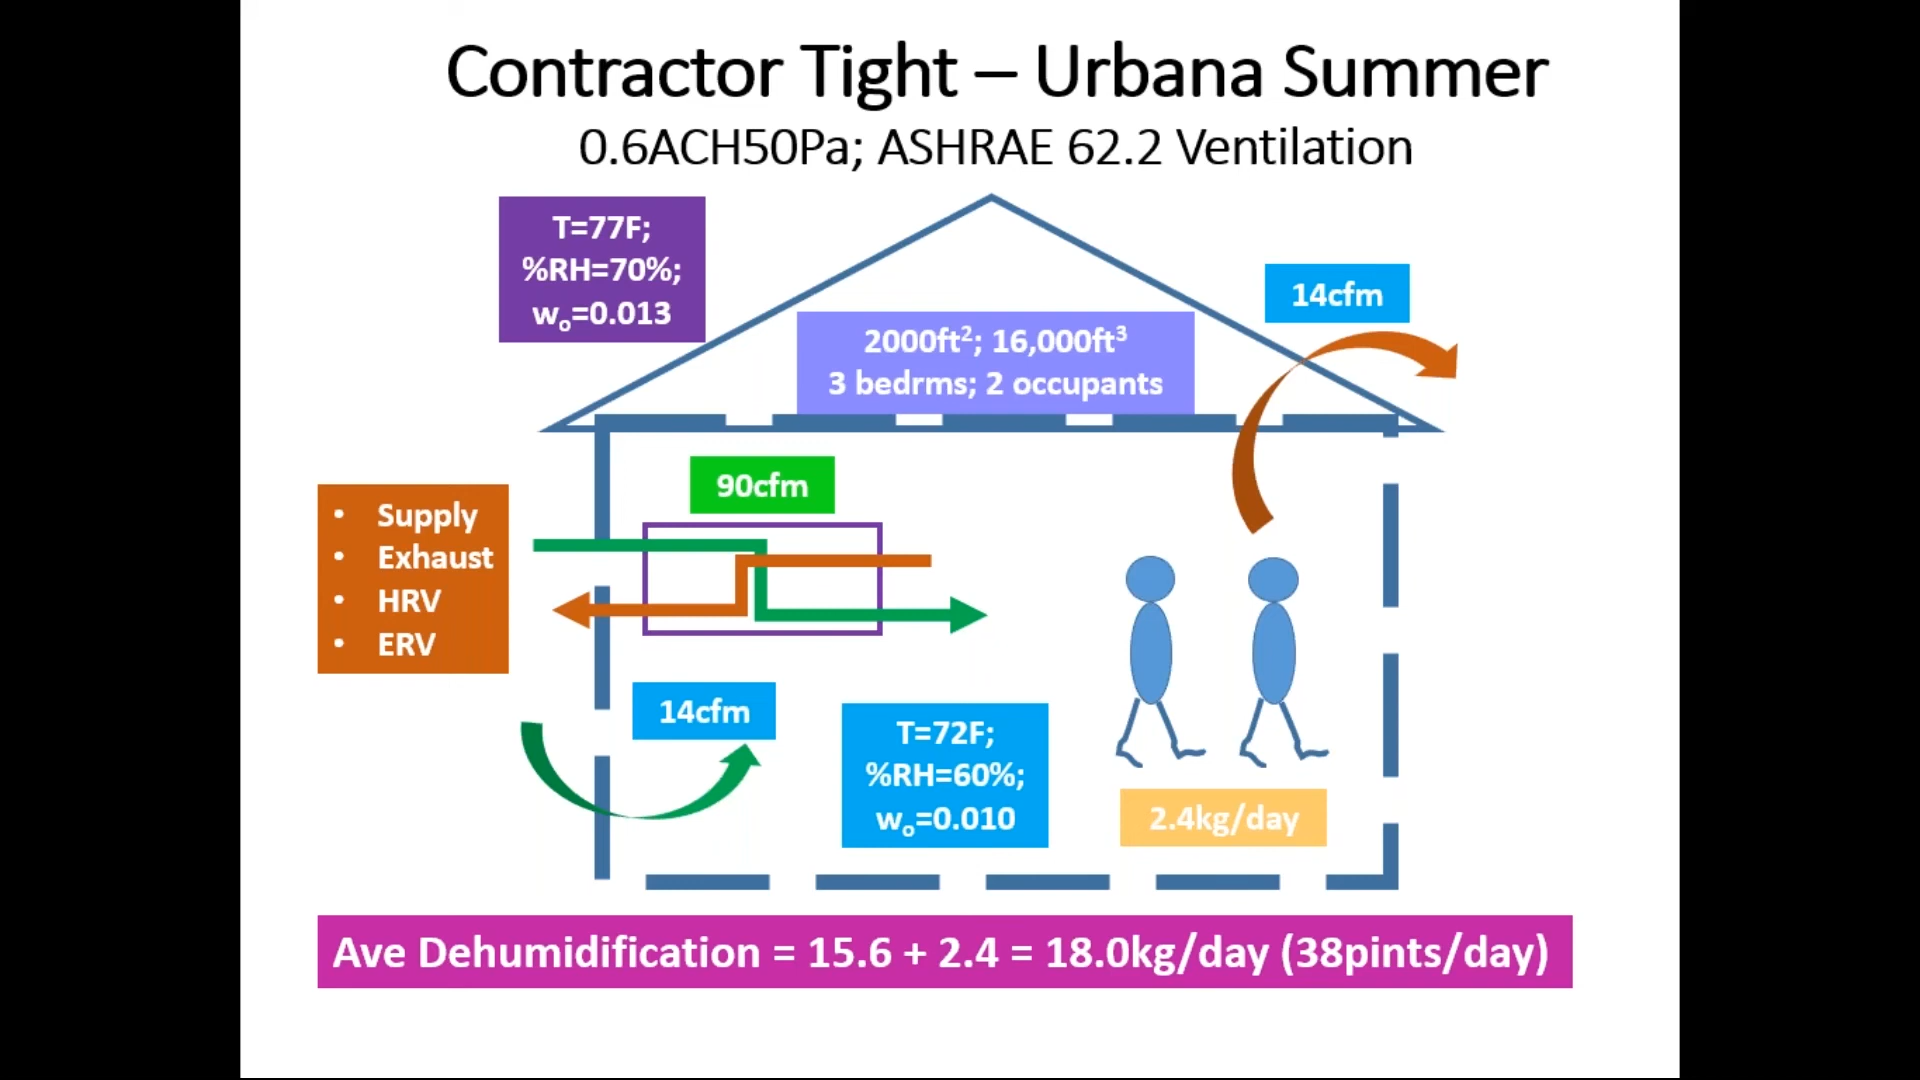 Contractor Tight – Urbana Summer
0.6ACH50Pa; ASHRAE 62.2 Ventilation
T=77F;
%RH=70%;
wo=0.013
14cfm
2000ft²; 16,000ft³
3 bedrms; 2 occupants
90cfm
• Supply
• Exhaust
• HRV
• ERV
14cfm
T=72F;
%RH=60%;
wo=0.010
2.4kg/day
Ave Dehumidification = 15.6 + 2.4 = 18.0kg/day (38pints/day)